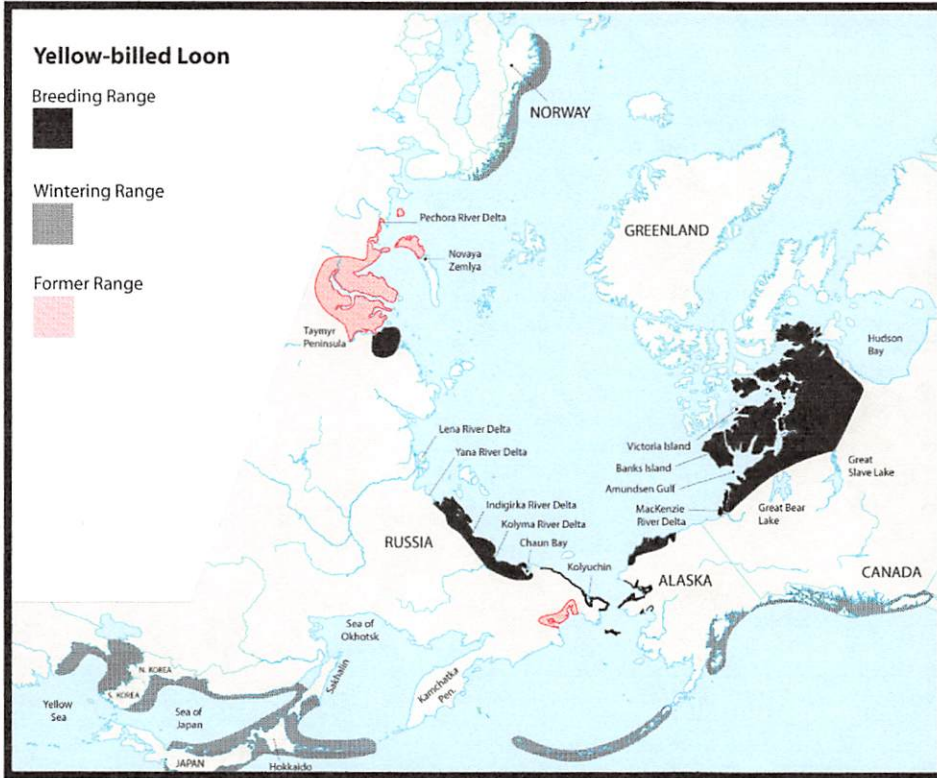 Yellow-billed Loon
Breeding Range
Wintering Range
Former Range
NORWAY
Pechora River Delta
Novaya
Zemlya
GREENLAND
Taymyr
Peninsula
Hudson
Bay
Lena River Delta
Yana River Delta
Victoria Island
Banks Island
Amundsen Gulf
MacKenzie
River Delta
Great
Slave Lake
Great Bear
Lake
Indigirka River Delta
Kolyma River Delta
Chaun Bay
RUSSIA
Kolyuchin
ALASKA
CANADA
Sea of
Okhotsk
Sakhalin
Kamchatka
Pen.
N. KOREA
S. KOREA
Yellow
Sea
Sea of
Japan
JAPAN
Hokkaido